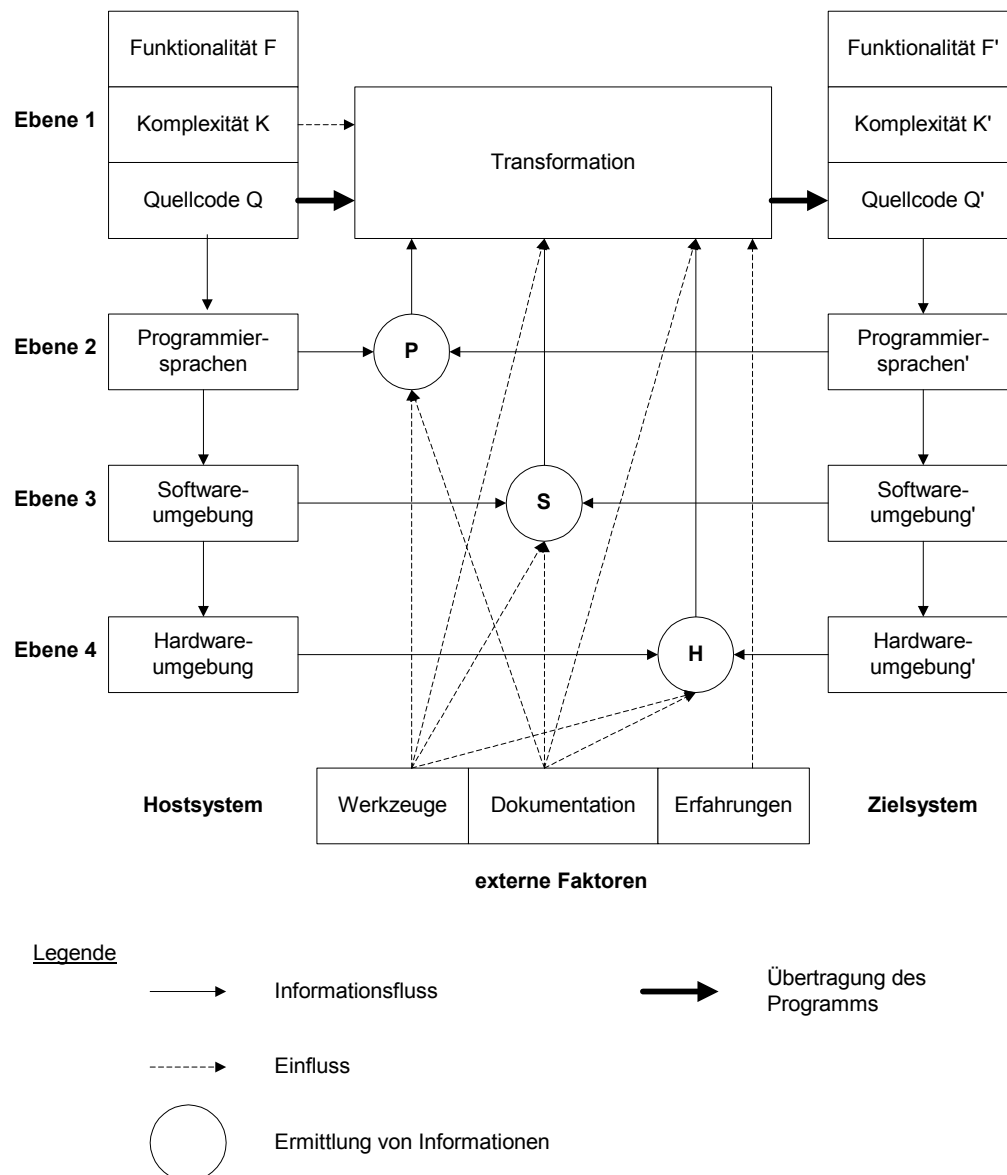 Funktionalität F
Funktionalität F'
Ebene 1
Komplexität K
Transformation
Komplexität K'
Quellcode Q
Quellcode Q'
Ebene 2
Programmier-
sprachen
P
Programmier-
sprachen'
Ebene 3
Software-
umgebung
S
Software-
umgebung'
Ebene 4
Hardware-
umgebung
H
Hardware-
umgebung'
Hostsystem
Werkzeuge
Dokumentation
Erfahrungen
Zielsystem
externe Faktoren
Legende
Informationsfluss
Übertragung des
Programms
Einfluss
Ermittlung von Informationen